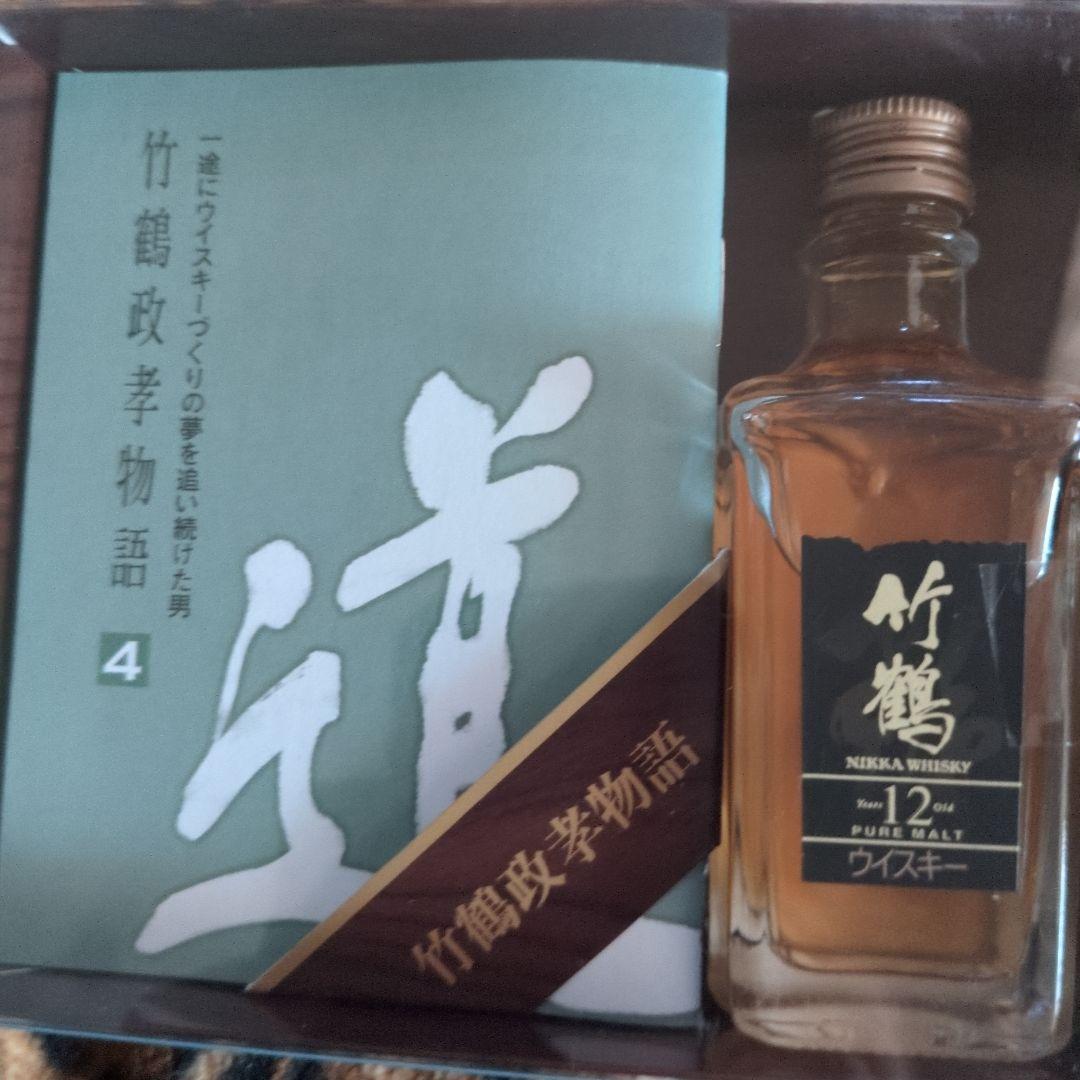 一途にウイスキーづくりの夢を追い続けた男
竹鶴政孝物語
4
道
竹鶴政孝物語
竹鶴
NIKKA WHISKY
Years 12 Old
PURE MALT
ウイスキー